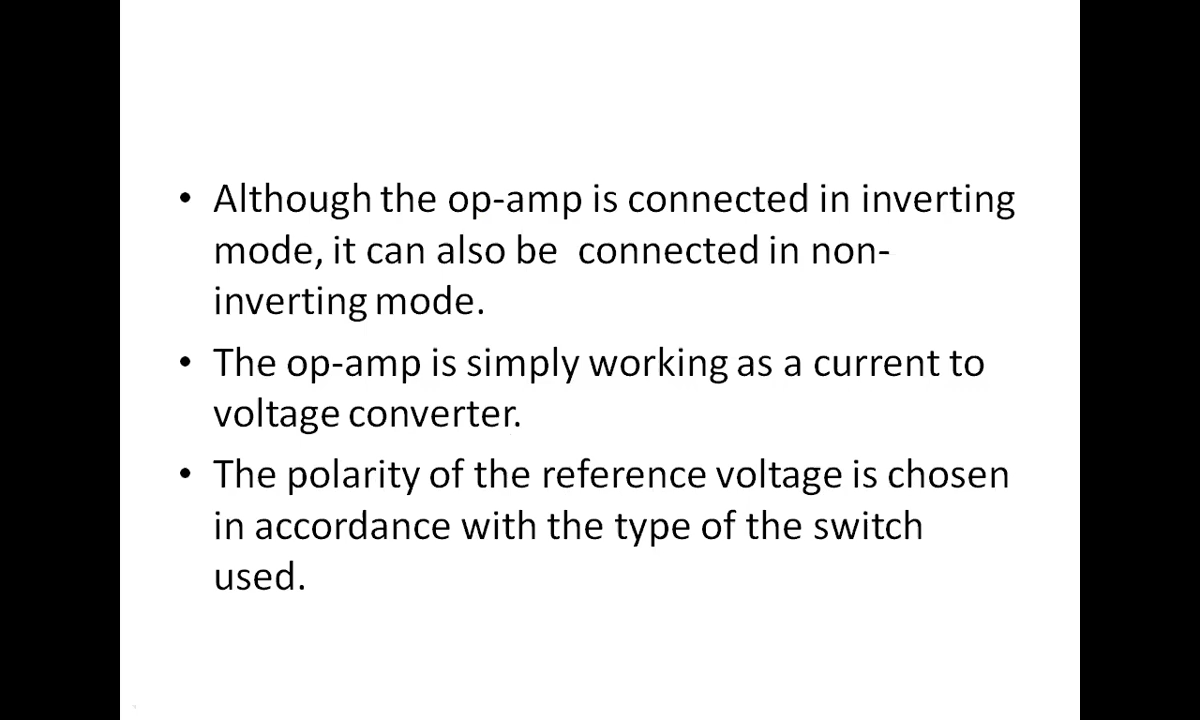 • Although the op-amp is connected in inverting
mode, it can also be  connected in non-
inverting mode.
• The op-amp is simply working as a current to
voltage converter.
• The polarity of the reference voltage is chosen
in accordance with the type of the switch
used.